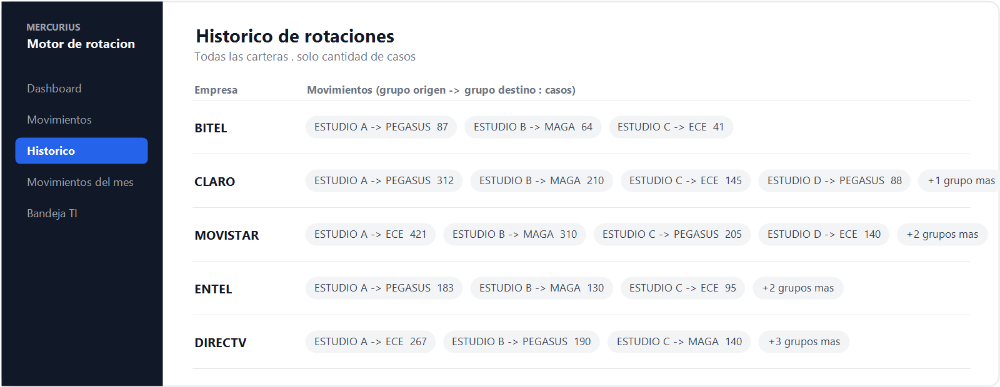 MERCURIUS
Motor de rotacion
Dashboard
Movimientos
Historico
Movimientos del mes
Bandeja TI
Historico de rotaciones
Todas las carteras . solo cantidad de casos
Empresa Movimientos (grupo origen -> grupo destino : casos)
BITEL ESTUDIO A -> PEGASUS 87 ESTUDIO B -> MAGA 64 ESTUDIO C -> ECE 41
CLARO ESTUDIO A -> PEGASUS 312 ESTUDIO B -> MAGA 210 ESTUDIO C -> ECE 145 ESTUDIO D -> PEGASUS 88 +1 grupo mas
MOVISTAR ESTUDIO A -> ECE 421 ESTUDIO B -> MAGA 310 ESTUDIO C -> PEGASUS 205 ESTUDIO D -> ECE 140 +2 grupos mas
ENTEL ESTUDIO A -> PEGASUS 183 ESTUDIO B -> MAGA 130 ESTUDIO C -> ECE 95 +2 grupos mas
DIRECTV ESTUDIO A -> ECE 267 ESTUDIO B -> PEGASUS 190 ESTUDIO C -> MAGA 140 +3 grupos mas